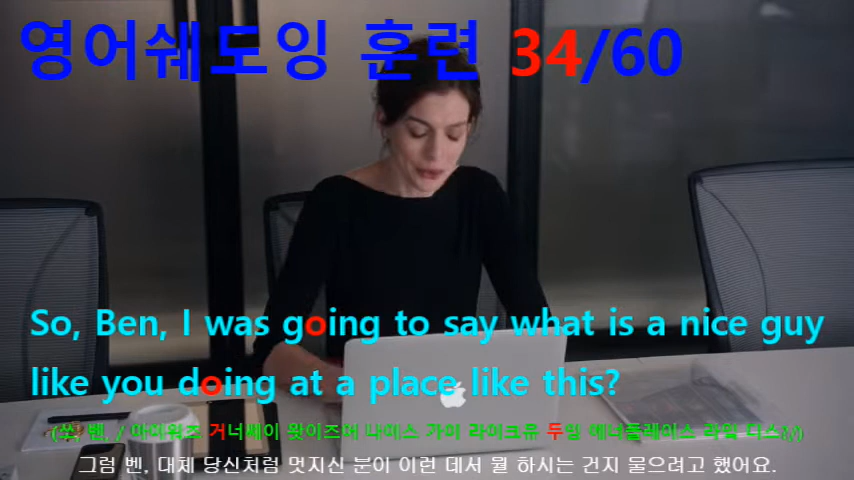 영어쉐도잉 훈련 34/60
So, Ben, I was going to say what is a nice guy
like you doing at a place like this?
(쏘, 벤, / 아이워즈 거너쎄이 왓이즈어 나이스 가이 라이크유 두잉 애러플레이스 라잌 디스↗)
그럼 벤, 대체 당신처럼 멋지신 분이 이런 데서 뭘 하시는 건지 물으려고 했어요.